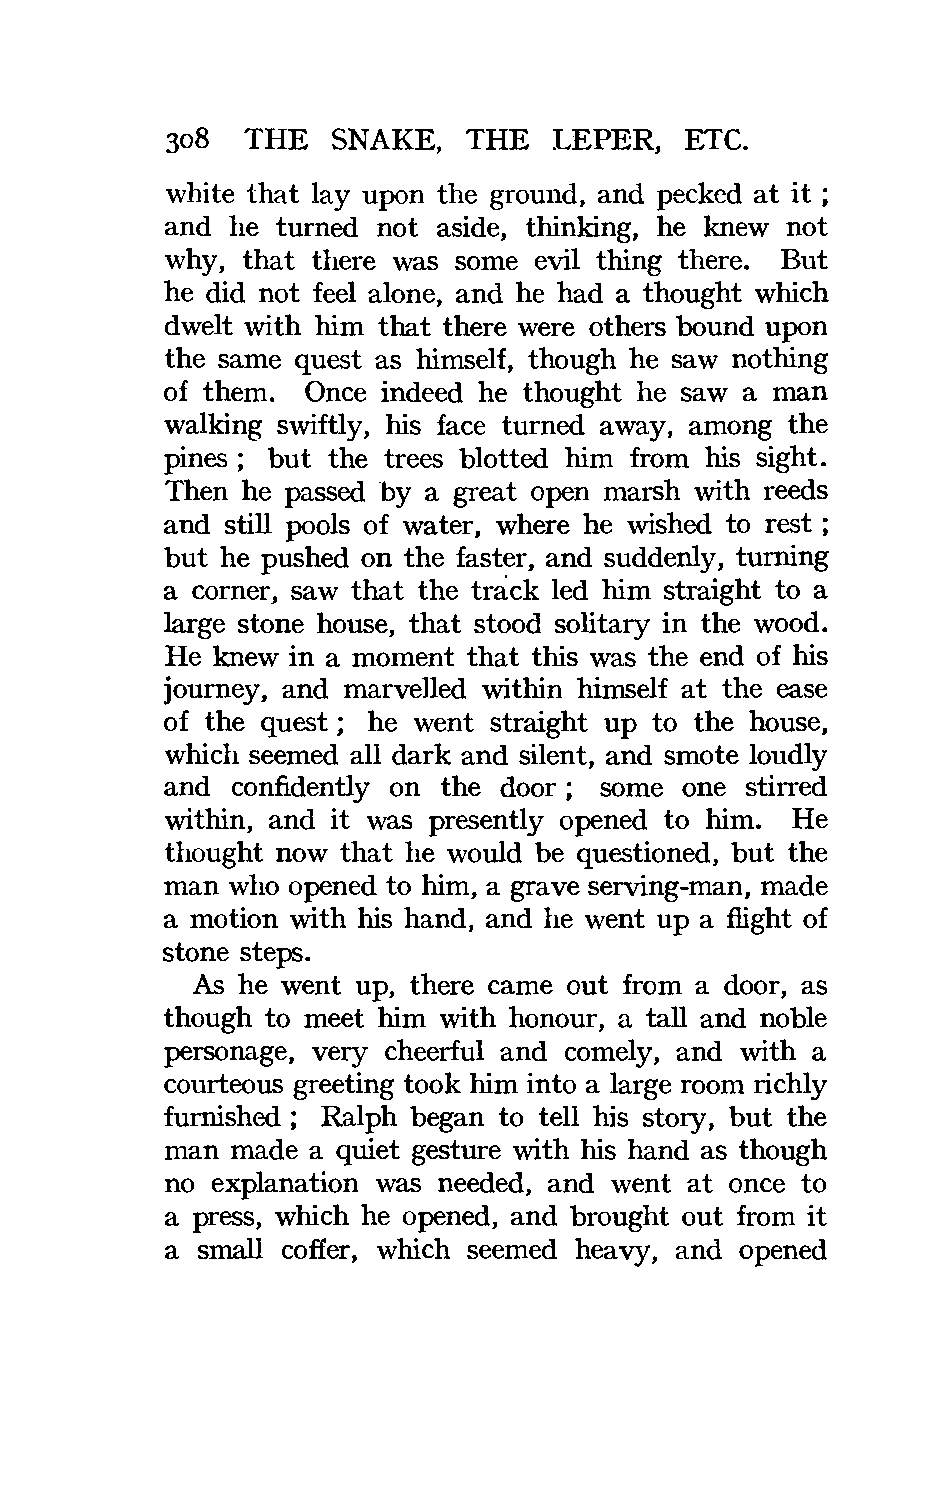 308 THE SNAKE, THE LEPER, ETC.
white that lay upon the ground, and pecked at it ;
and he turned not aside, thinking, he knew not
why, that there was some evil thing there. But
he did not feel alone, and he had a thought which
dwelt with him that there were others bound upon
the same quest as himself, though he saw nothing
of them. Once indeed he thought he saw a man
walking swiftly, his face turned away, among the
pines ; but the trees blotted him from his sight.
Then he passed by a great open marsh with reeds
and still pools of water, where he wished to rest ;
but he pushed on the faster, and suddenly, turning
a corner, saw that the track led him straight to a
large stone house, that stood solitary in the wood.
He knew in a moment that this was the end of his
journey, and marvelled within himself at the ease
of the quest ; he went straight up to the house,
which seemed all dark and silent, and smote loudly
and confidently on the door ; some one stirred
within, and it was presently opened to him. He
thought now that he would be questioned, but the
man who opened to him, a grave serving-man, made
a motion with his hand, and he went up a flight of
stone steps.
As he went up, there came out from a door, as
though to meet him with honour, a tall and noble
personage, very cheerful and comely, and with a
courteous greeting took him into a large room richly
furnished ; Ralph began to tell his story, but the
man made a quiet gesture with his hand as though
no explanation was needed, and went at once to
a press, which he opened, and brought out from it
a small coffer, which seemed heavy, and opened